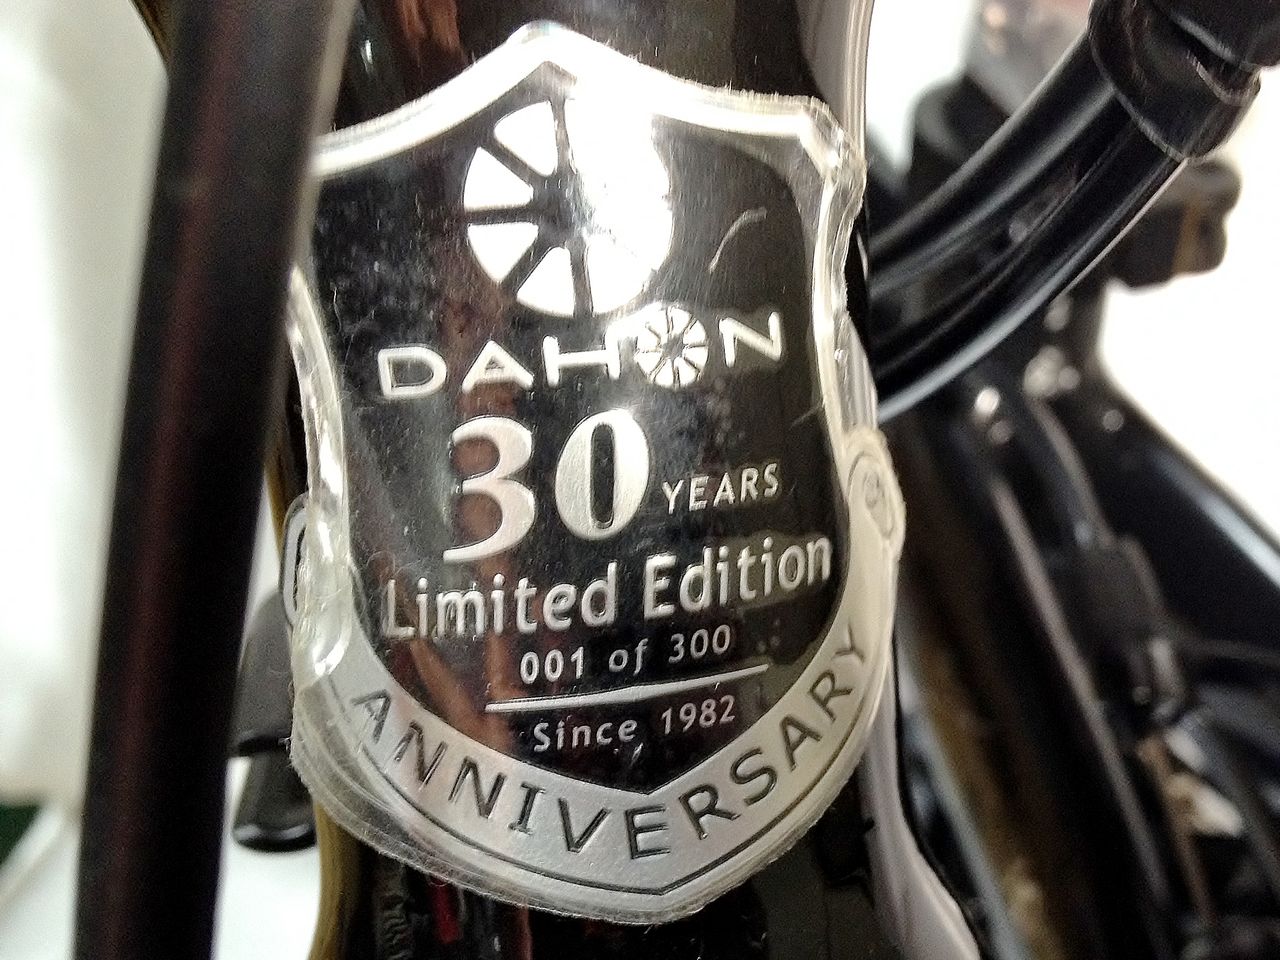 DAHON
30 YEARS
Limited Edition
001 of 300
Since 1982
ANNIVERSARY